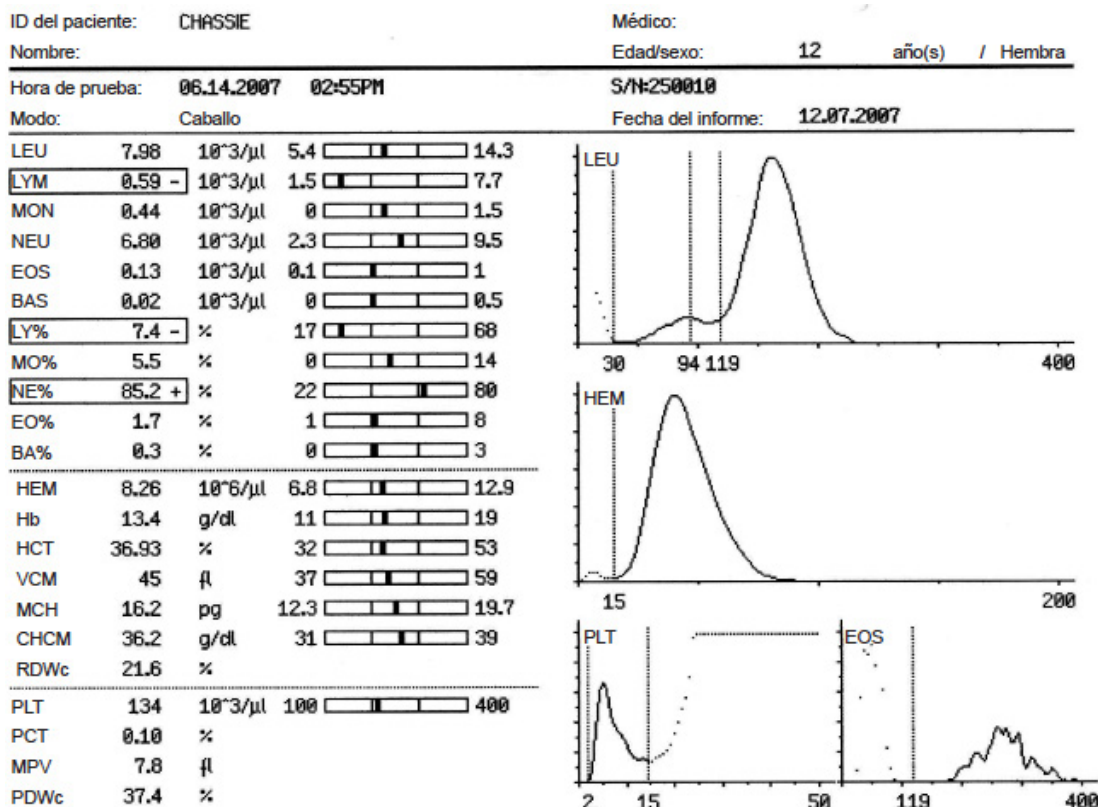 ID del paciente: CHASSIE Médico:
Nombre: Edad/sexo: 12 año(s) / Hembra
Hora de prueba: 06.14.2007 02:55PM S/N:250010
Modo: Caballo Fecha del informe: 12.07.2007
LEU 7.98 10^3/µl 5.4 14.3
LYM 0.59 - 10^3/µl 1.5 7.7
MON 0.44 10^3/µl 0 1.5
NEU 6.80 10^3/µl 2.3 9.5
EOS 0.13 10^3/µl 0.1 1
BAS 0.02 10^3/µl 0 0.5
LY% 7.4 - % 17 68
MO% 5.5 % 0 14
NE% 85.2 + % 22 80
EO% 1.7 % 1 8
BA% 0.3 % 0 3
HEM 8.26 10^6/µl 6.8 12.9
Hb 13.4 g/dl 11 19
HCT 36.93 % 32 53
VCM 45 fl 37 59
MCH 16.2 pg 12.3 19.7
CHCM 36.2 g/dl 31 39
RDWc 21.6 %
PLT 134 10^3/µl 100 400
PCT 0.10 %
MPV 7.8 fl
PDWc 37.4 %
LEU
30 94 119 400
HEM
15 200
PLT
2 15 50
EOS
119 400